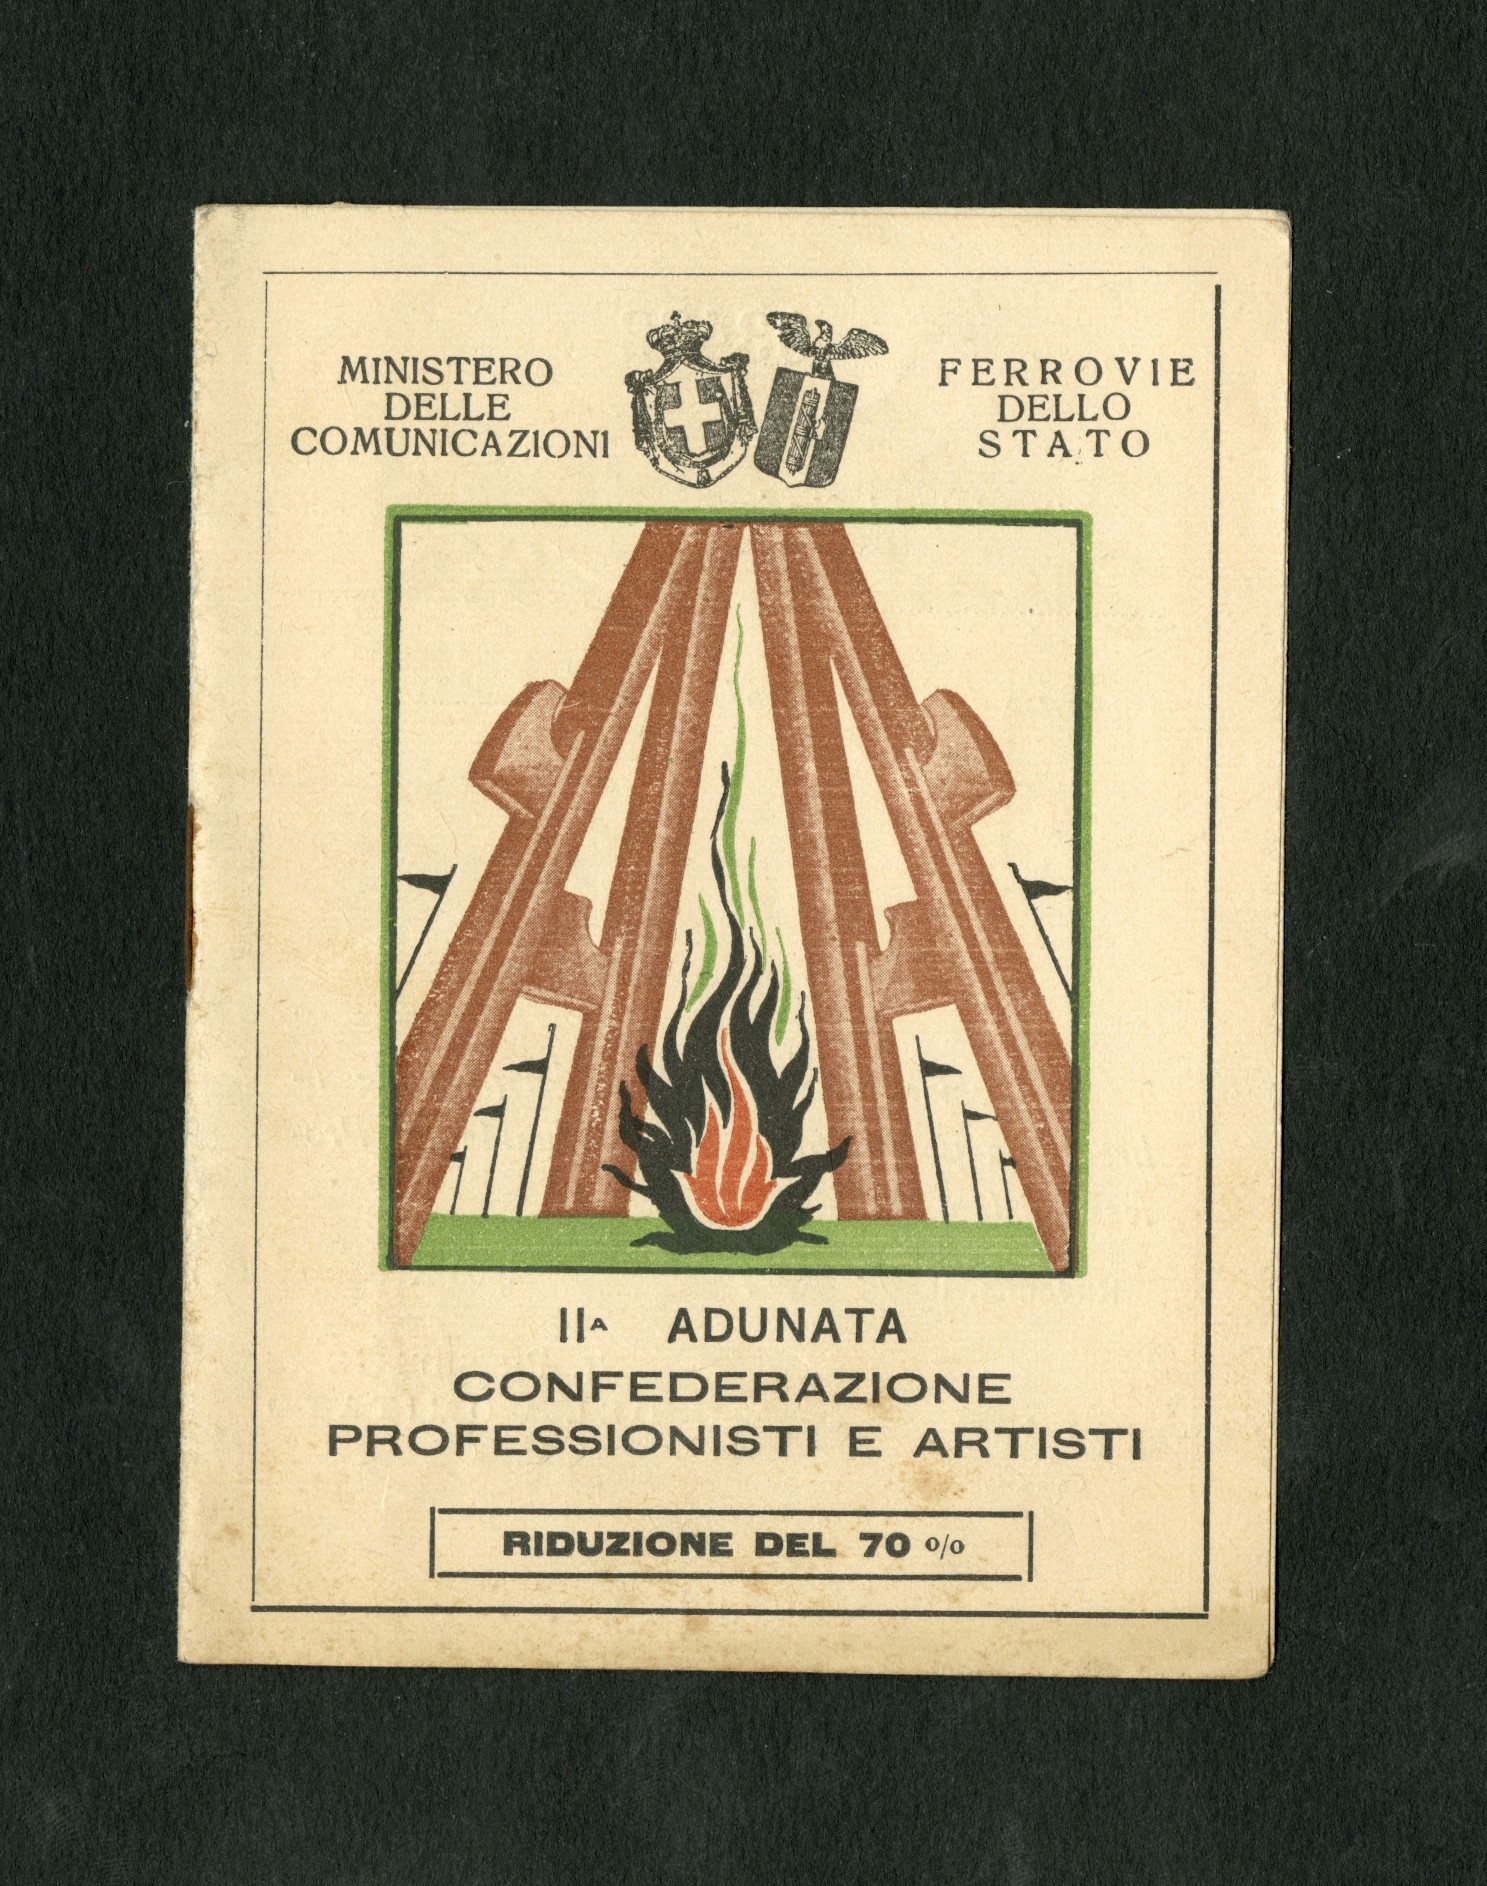 MINISTERO
DELLE
COMUNICAZIONI
FERROVIE
DELLO
STATO
IIA ADUNATA
CONFEDERAZIONE
PROFESSIONISTI E ARTISTI
RIDUZIONE DEL 70 o/o